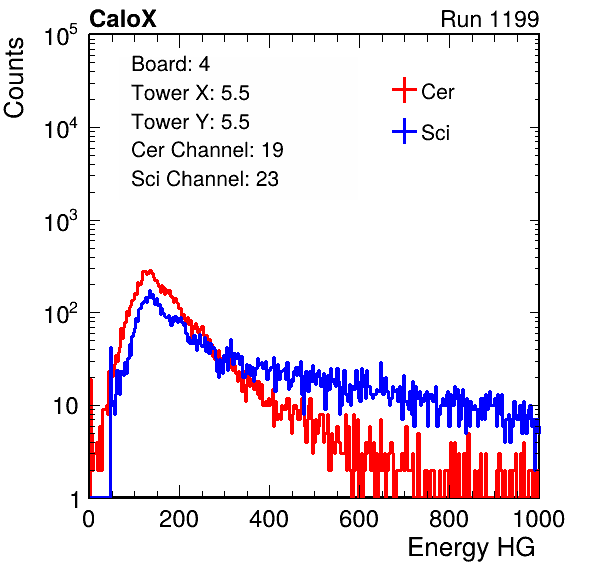 CaloX Run 1199
Counts
10^5
10^4
10^3
10^2
10
1
Board: 4
Tower X: 5.5
Tower Y: 5.5
Cer Channel: 19
Sci Channel: 23
Cer
Sci
0 200 400 600 800 1000
Energy HG